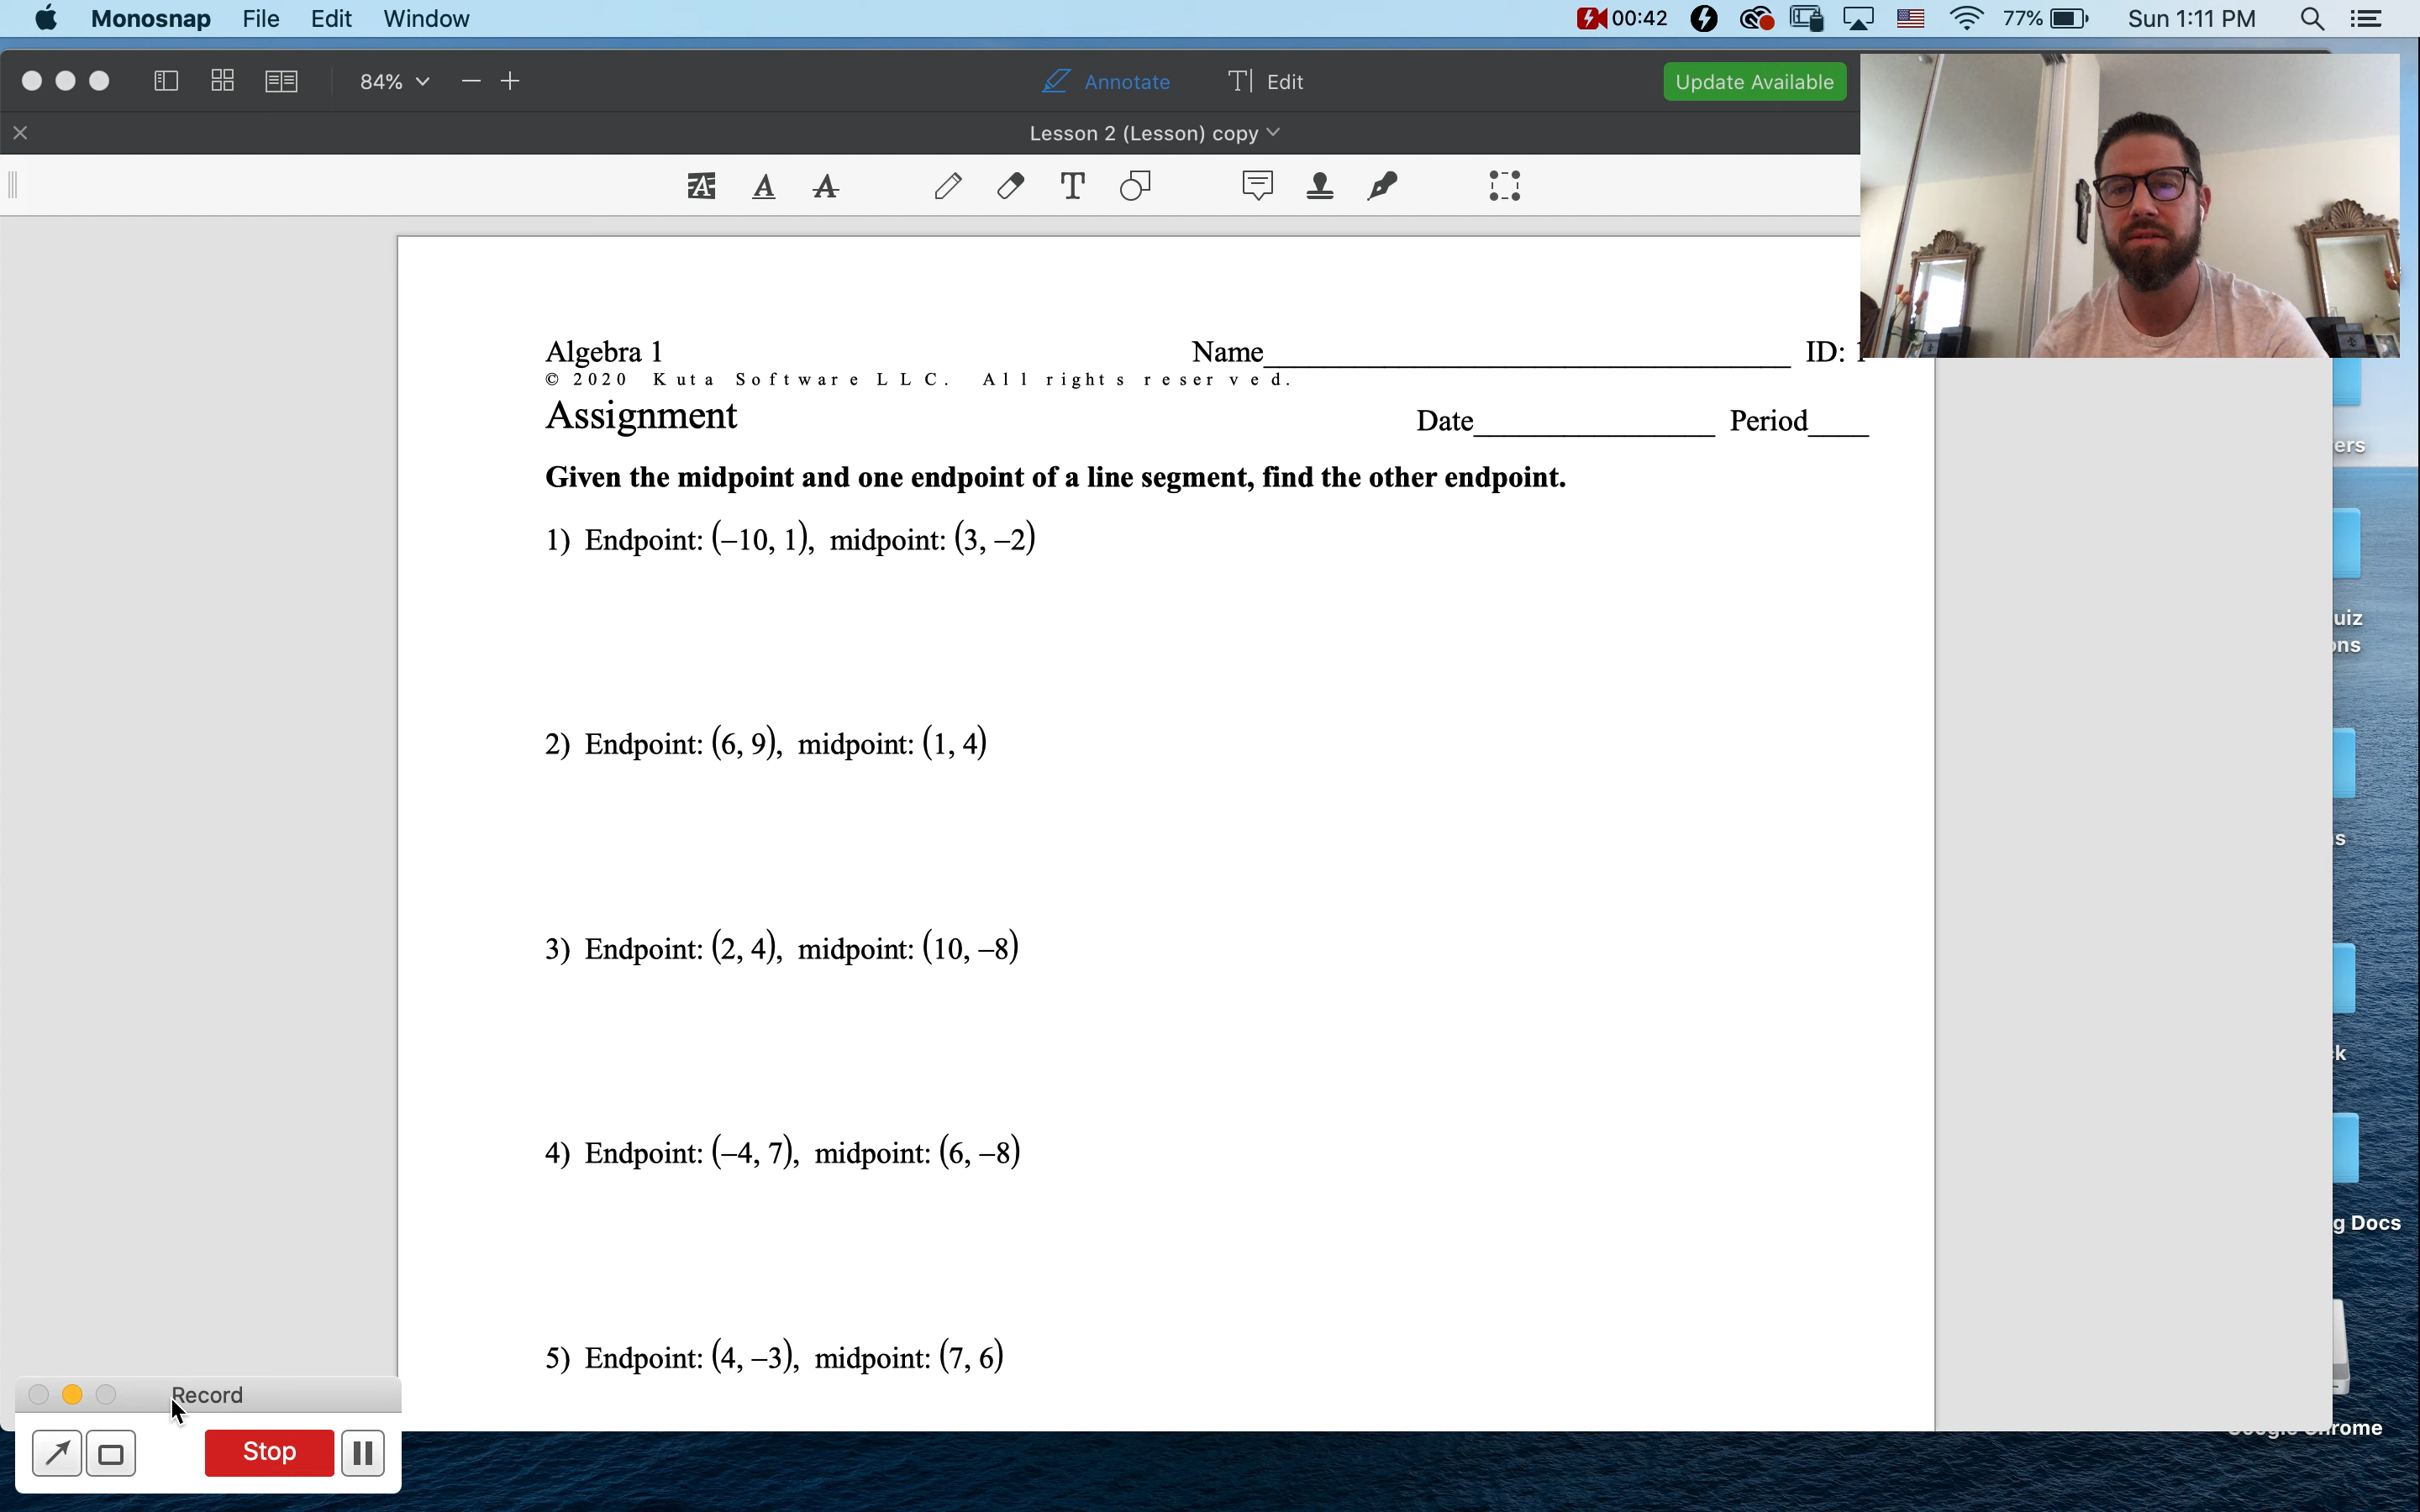 Monosnap File Edit Window 00:42 77% Sun 1:11 PM
84% Annotate T Edit Update Available
Lesson 2 (Lesson) copy
Algebra 1 Name ID: 1
© 2020 Kuta Software LLC. All rights reserved.
Assignment Date Period
Given the midpoint and one endpoint of a line segment, find the other endpoint.
1) Endpoint: (−10, 1), midpoint: (3, −2)
2) Endpoint: (6, 9), midpoint: (1, 4)
3) Endpoint: (2, 4), midpoint: (10, −8)
4) Endpoint: (−4, 7), midpoint: (6, −8)
5) Endpoint: (4, −3), midpoint: (7, 6)
Record
Stop
ers
uiz
ons
s
k
g Docs